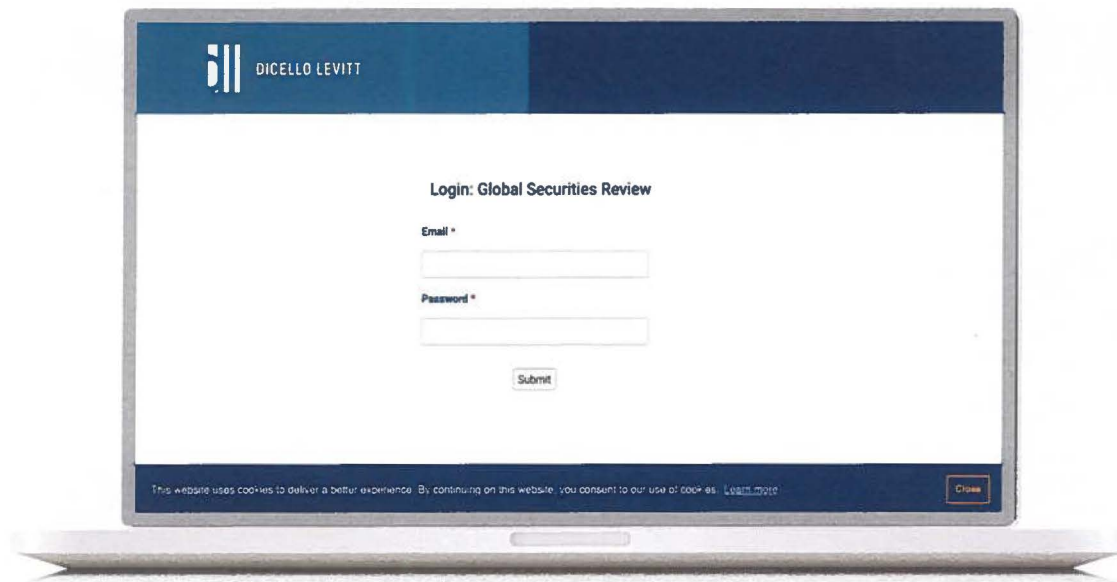 DICELLO LEVITT
Login: Global Securities Review
Email *
Password *
Submit
This website uses cookies to deliver a better experience. By continuing on this website, you consent to our use of cookies. Learn more
Close